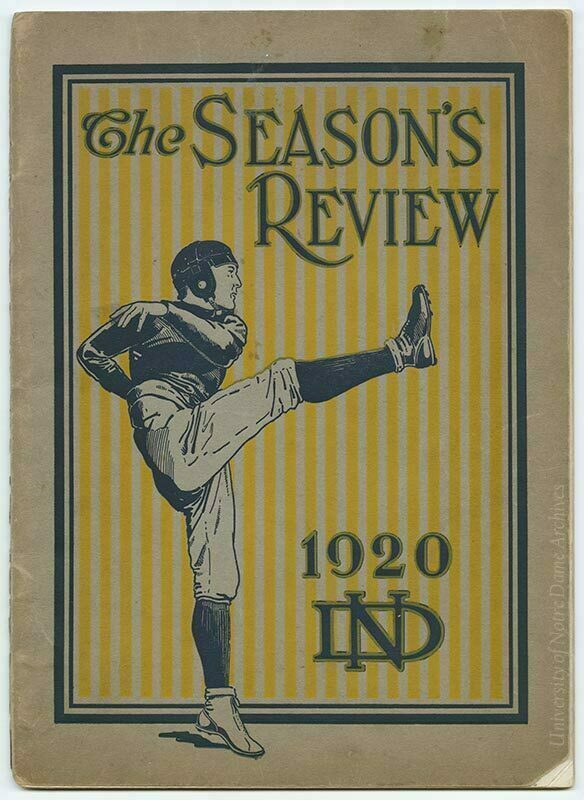 The SEASON'S
REVIEW
1920
ND
University of Notre Dame Archives